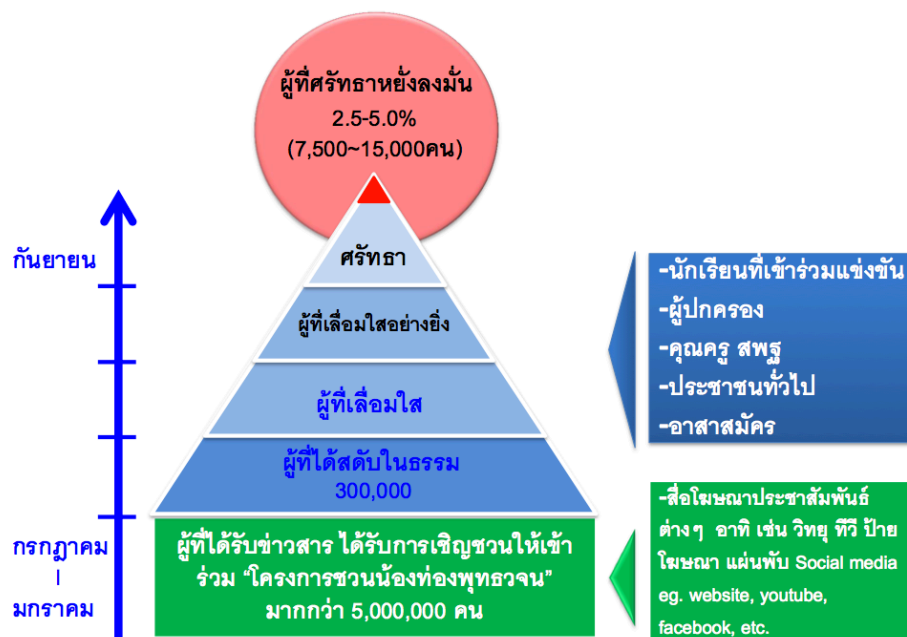 ผู้ที่ศรัทธาหยั่งลงมั่น
2.5-5.0%
(7,500~15,000คน)
ศรัทธา
ผู้ที่เลื่อมใสอย่างยิ่ง
ผู้ที่เลื่อมใส
ผู้ที่ได้สดับในธรรม
300,000
ผู้ที่ได้รับข่าวสาร ได้รับการเชิญชวนให้เข้า
ร่วม “โครงการชวนน้องท่องพุทธวจน”
มากกว่า 5,000,000 คน
กันยายน
กรกฎาคม
|
มกราคม
-นักเรียนที่เข้าร่วมแข่งขัน
-ผู้ปกครอง
-คุณครู สพฐ
-ประชาชนทั่วไป
-อาสาสมัคร
-สื่อโฆษณาประชาสัมพันธ์
ต่างๆ อาทิ เช่น วิทยุ ทีวี ป้าย
โฆษณา แผ่นพับ Social media
eg. website, youtube,
facebook, etc.